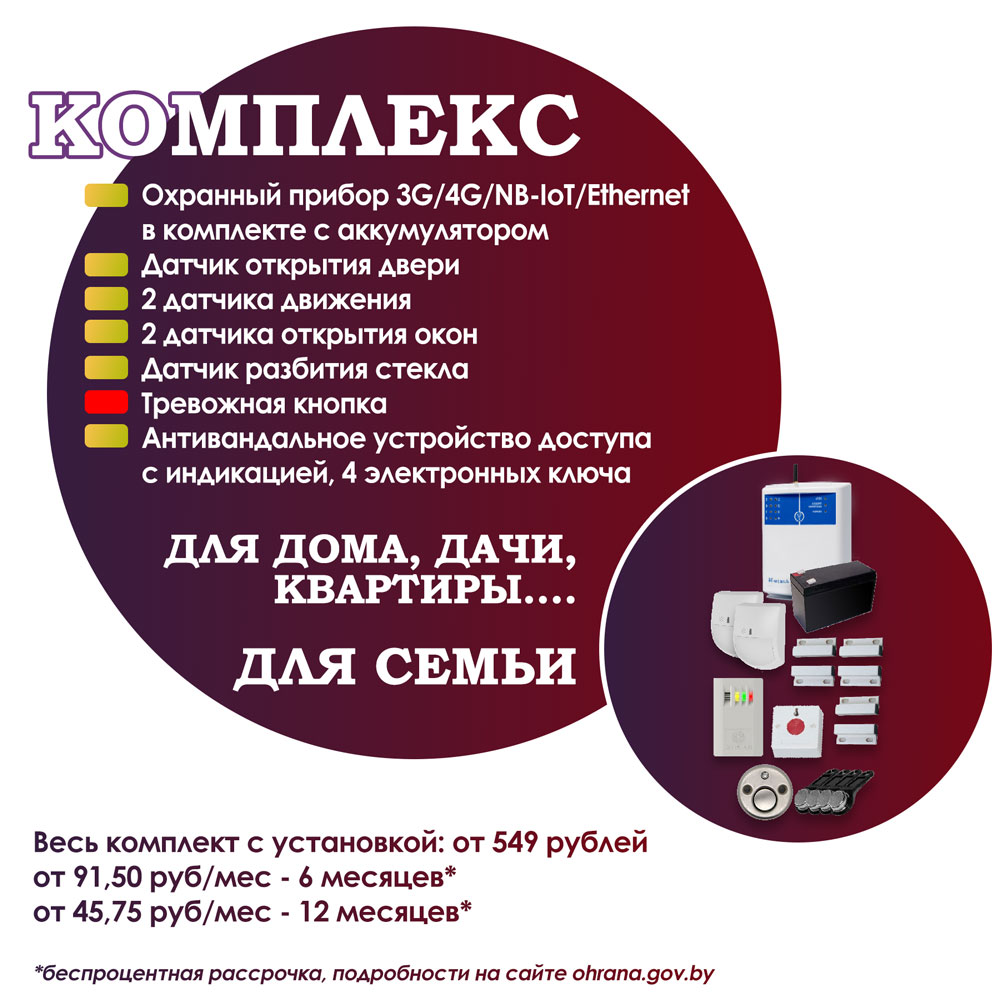 КОМПЛЕКС
Охранный прибор 3G/4G/NB-IoT/Ethernet
в комплекте с аккумулятором
Датчик открытия двери
2 датчика движения
2 датчика открытия окон
Датчик разбития стекла
Тревожная кнопка
Антивандальное устройство доступа
с индикацией, 4 электронных ключа
ДЛЯ ДОМА, ДАЧИ,
КВАРТИРЫ....
ДЛЯ СЕМЬИ
Весь комплект с установкой: от 549 рублей
от 91,50 руб/мес - 6 месяцев*
от 45,75 руб/мес - 12 месяцев*
*беспроцентная рассрочка, подробности на сайте ohrana.gov.by